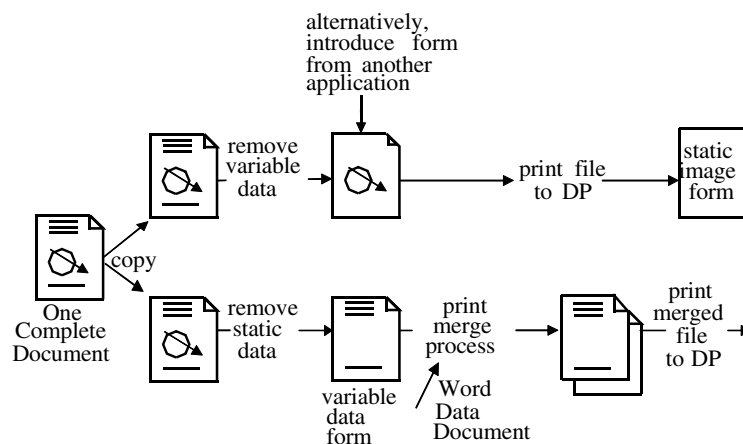 alternatively,
introduce form
from another
application
remove
variable
data
print file
to DP
static
image
form
copy
One
Complete
Document
remove
static
data
variable
data
form
print
merge
process
Word
Data
Document
print
merged
file
to DP